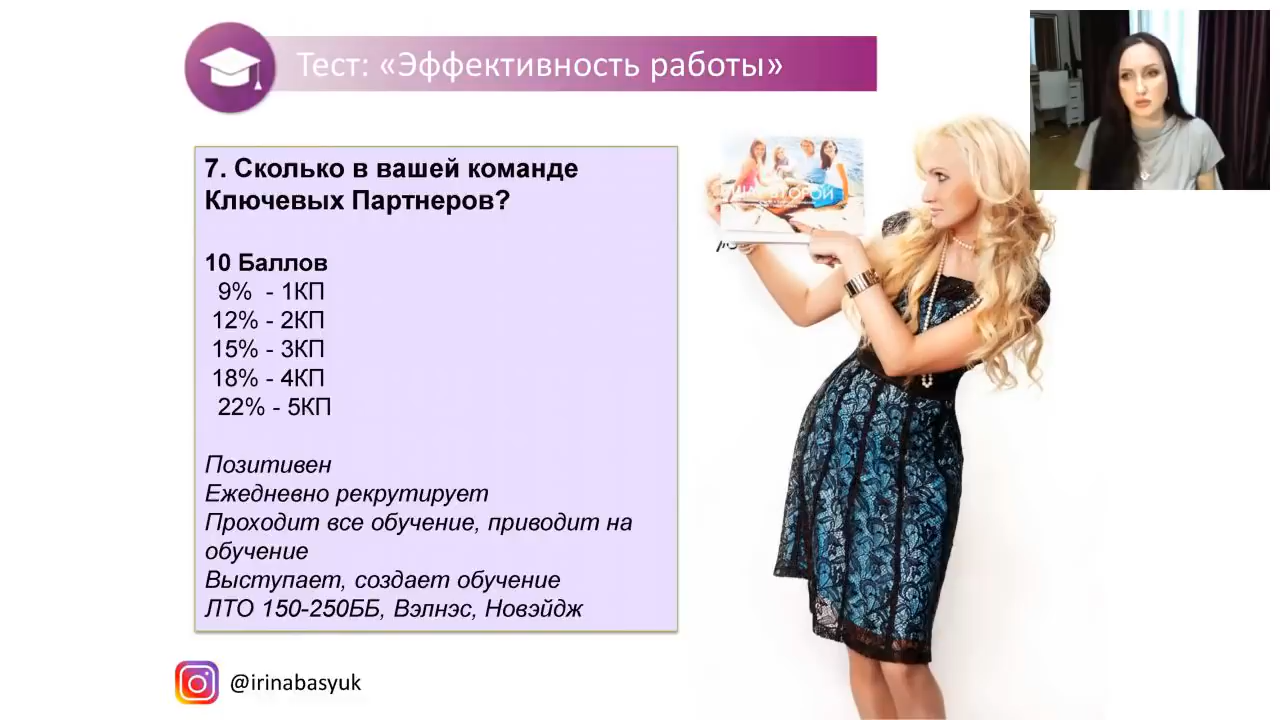 Тест: «Эффективность работы»
7. Сколько в вашей команде
Ключевых Партнеров?
10 Баллов
9% - 1КП
12% - 2КП
15% - 3КП
18% - 4КП
22% - 5КП
Позитивен
Ежедневно рекрутирует
Проходит все обучение, приводит на
обучение
Выступает, создает обучение
ЛТО 150-250ББ, Вэлнэс, Новэйдж
ВТОРОЙ
@irinabasyuk